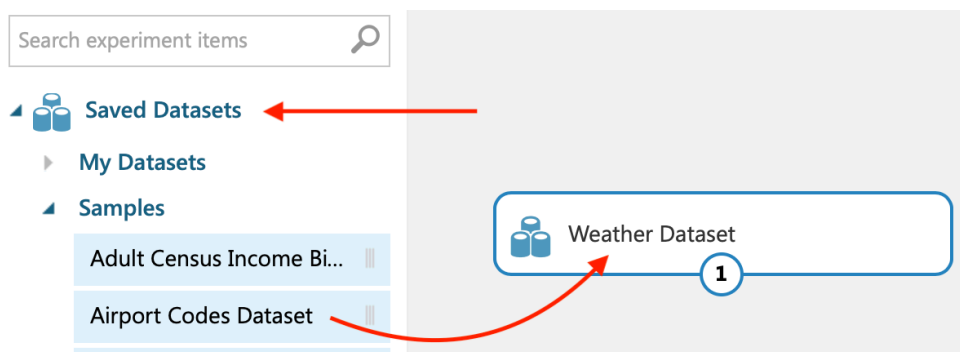 Search experiment items
Saved Datasets
My Datasets
Samples
Adult Census Income Bi...
Airport Codes Dataset
Weather Dataset
1